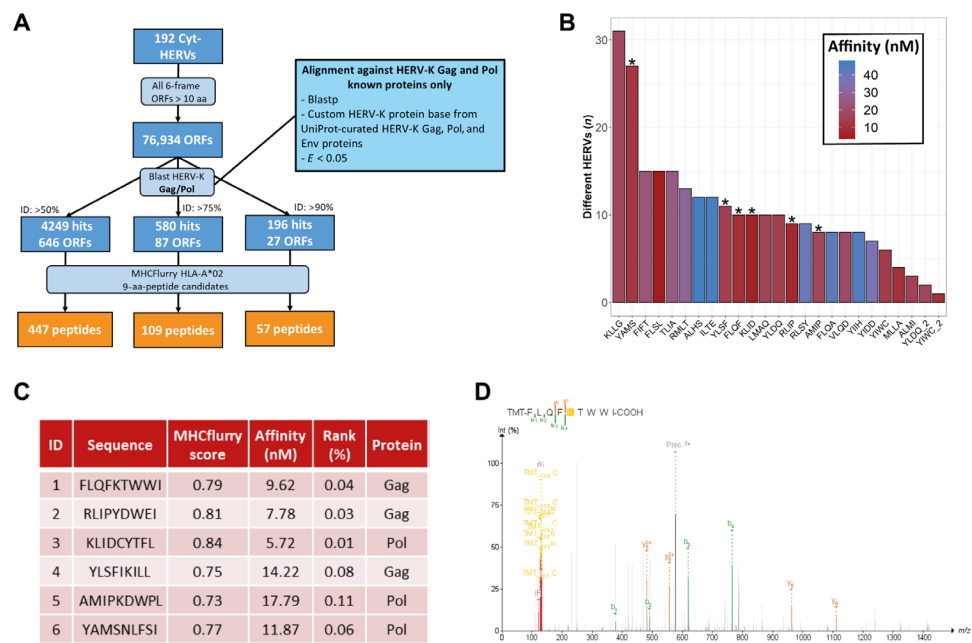 A
192 Cyt-
HERVs
All 6-frame
ORFs > 10 aa
76,934 ORFs
Blast HERV-K
Gag/Pol
Alignment against HERV-K Gag and Pol
known proteins only
- Blastp
- Custom HERV-K protein base from
UniProt-curated HERV-K Gag, Pol, and
Env proteins
- E < 0.05
ID: >50%
ID: >75%
ID: >90%
4249 hits
646 ORFs
580 hits
87 ORFs
196 hits
27 ORFs
MHCFlurry HLA-A*02
9-aa-peptide candidates
447 peptides
109 peptides
57 peptides
B
Different HERVs (n)
30
20
10
0
Affinity (nM)
40
30
20
10
* * * * * * *
KLLG YAMS FIFT FLSL TLIA RMLT ALHS ILTE YLSF FLQF KLID LMAQ YLDQ RLIP RLSY AMIP FLQA VLQD YIIH YIDD YIWC MLLA ALMI YLDQ_2 YIWC_2
C
ID Sequence MHCflurry score Affinity (nM) Rank (%) Protein
1 FLQFKTWWI 0.79 9.62 0.04 Gag
2 RLIPYDWEI 0.81 7.78 0.03 Gag
3 KLIDCYTFL 0.84 5.72 0.01 Pol
4 YLSFIKILL 0.75 14.22 0.08 Gag
5 AMIPKDWPL 0.73 17.79 0.11 Pol
6 YAMSNLFSI 0.77 11.87 0.06 Pol
D
TMT-F L Q F T W W I-COOH
Int (%)
100
75
50
25
0
Prec
0 100 200 300 400 500 600 700 800 900 1000 1100 1200 1300 1400
m/z